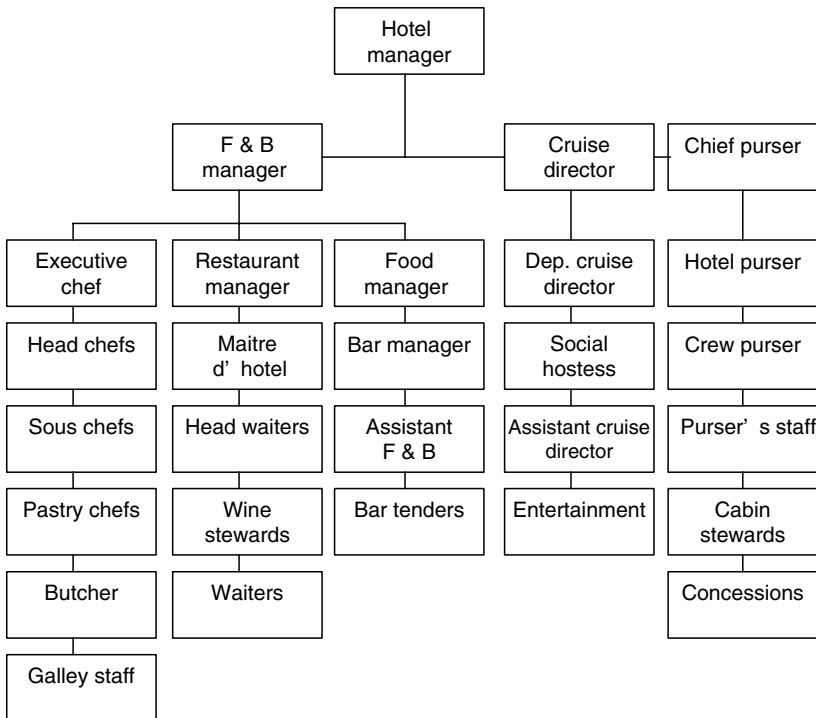 Hotel
manager
F & B
manager
Cruise
director
Chief purser
Executive
chef
Restaurant
manager
Food
manager
Dep. cruise
director
Hotel purser
Head chefs
Maitre
d’ hotel
Bar manager
Social
hostess
Crew purser
Sous chefs
Head waiters
Assistant
F & B
Assistant cruise
director
Purser’ s staff
Pastry chefs
Wine
stewards
Bar tenders
Entertainment
Cabin
stewards
Butcher
Waiters
Concessions
Galley staff